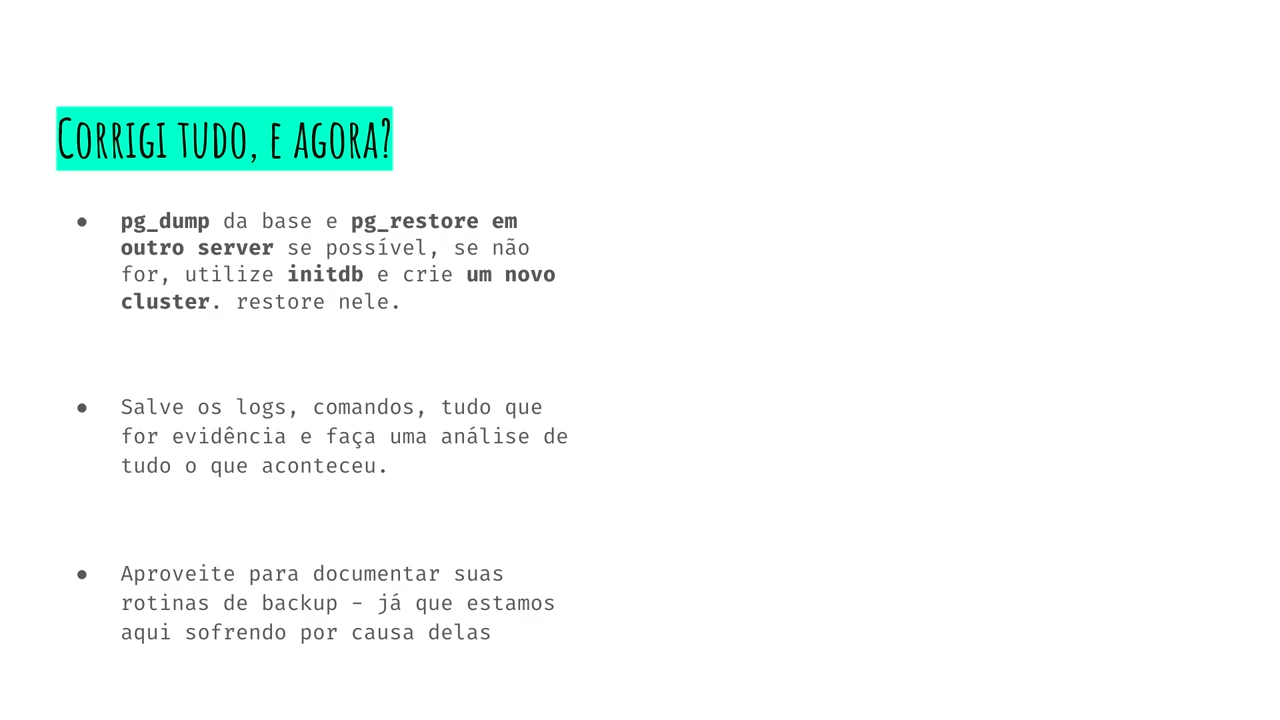 Corrigi tudo, e agora?
● pg_dump da base e pg_restore em
outro server se possível, se não
for, utilize initdb e crie um novo
cluster. restore nele.
● Salve os logs, comandos, tudo que
for evidência e faça uma análise de
tudo o que aconteceu.
● Aproveite para documentar suas
rotinas de backup - já que estamos
aqui sofrendo por causa delas